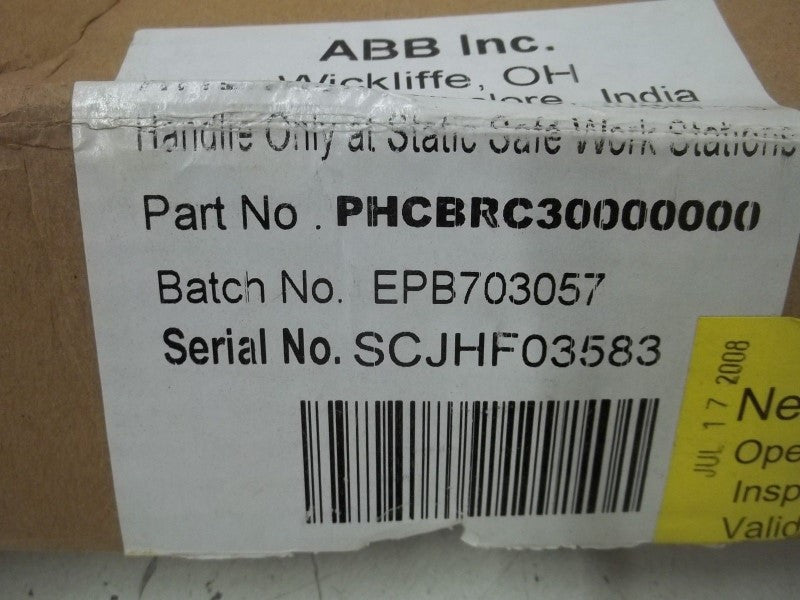 ABB Inc.
Wickliffe, OH
India
Handle Only at Static Safe Work Stations
Part No . PHCBRC30000000
Batch No. EPB703057
Serial No. SCJHF03583
JUL 17 2008
Ne
Ope
Insp
Valid